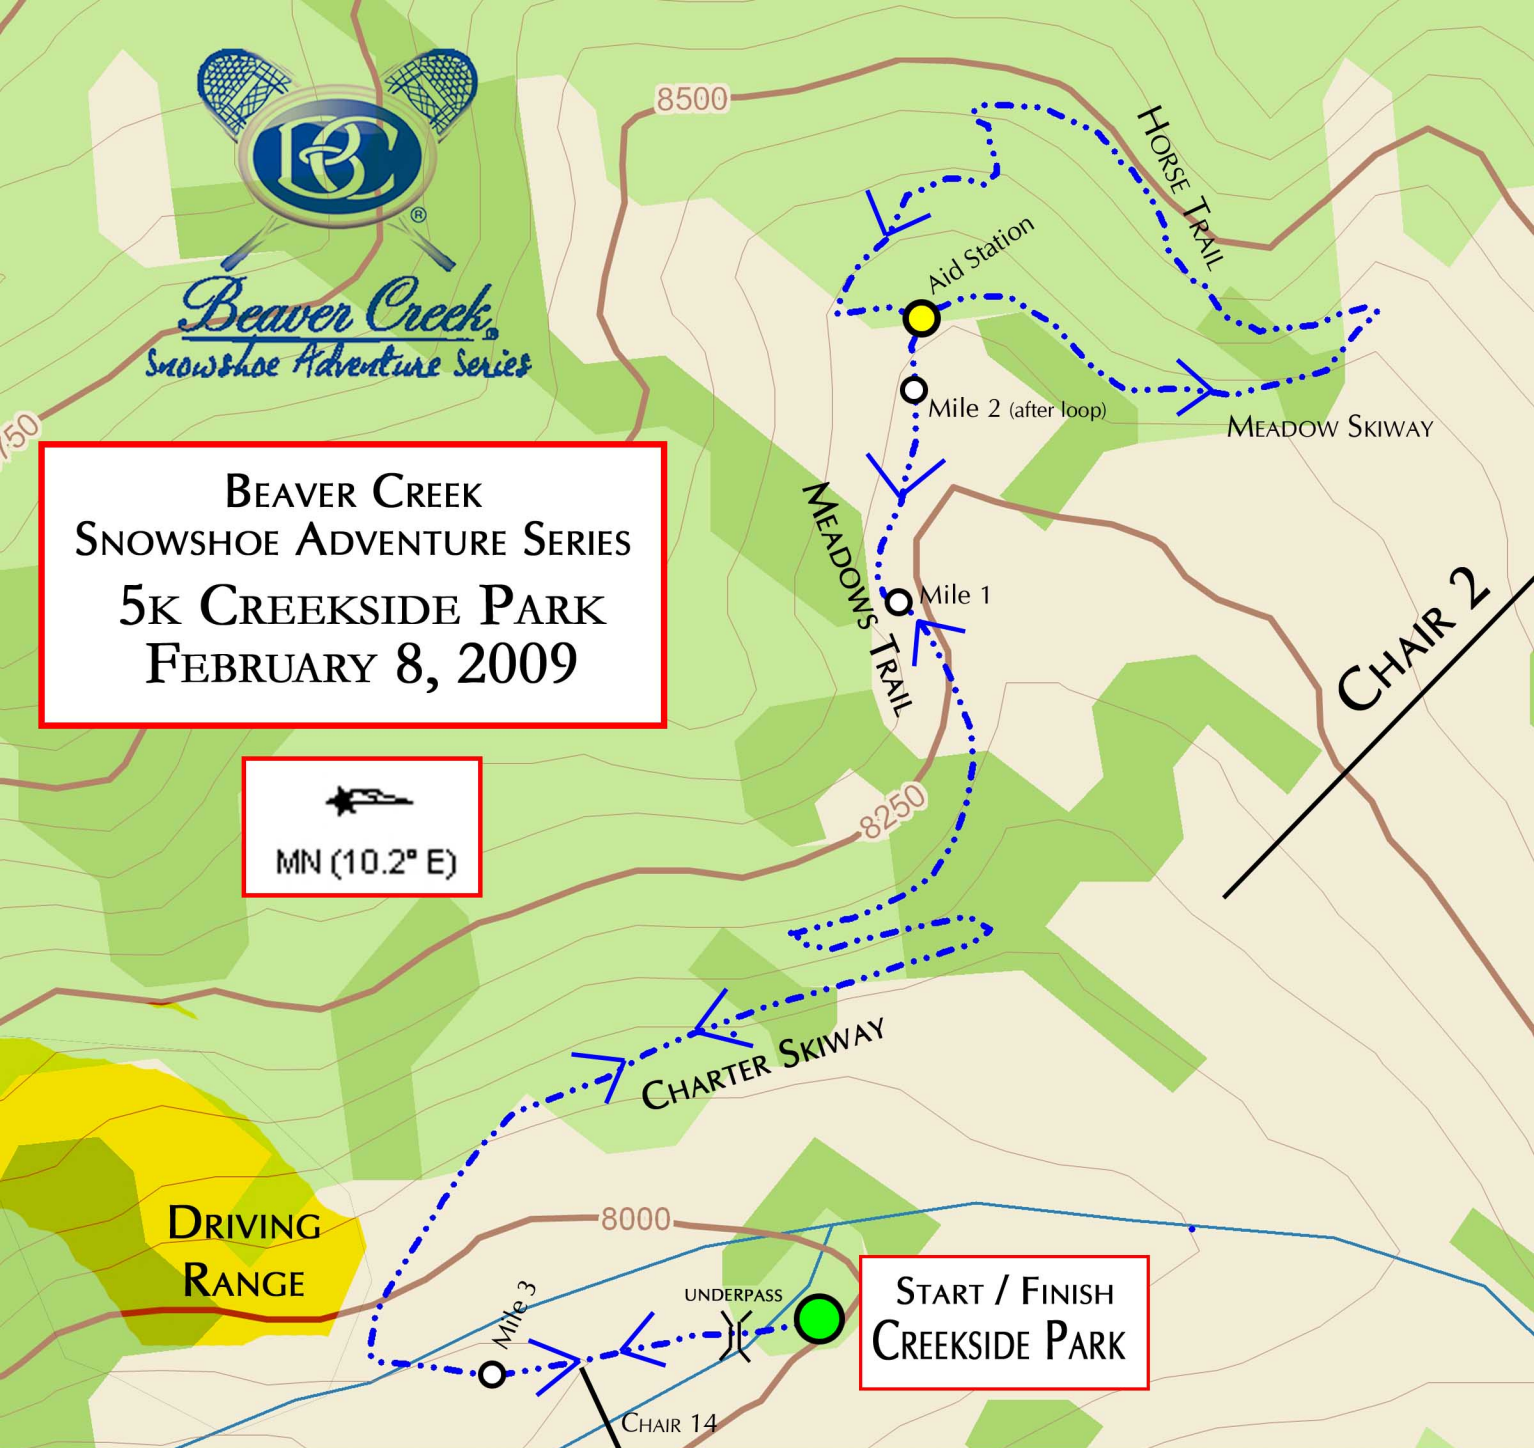 BC
®
Beaver Creek®
Snowshoe Adventure Series
8500
HORSE TRAIL
Aid Station
Mile 2 (after loop)
MEADOW SKIWAY
BEAVER CREEK
SNOWSHOE ADVENTURE SERIES
5K CREEKSIDE PARK
FEBRUARY 8, 2009
MEADOWS TRAIL
Mile 1
CHAIR 2
MN (10.2° E)
8250
CHARTER SKIWAY
DRIVING
RANGE
8000
Mile 3
UNDERPASS
START / FINISH
CREEKSIDE PARK
CHAIR 14